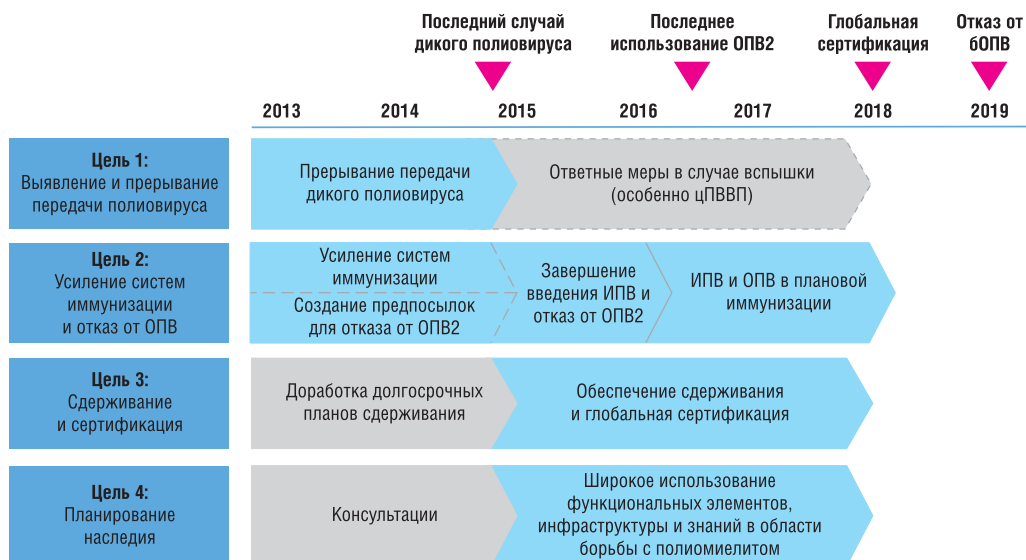 Последний случай
дикого полиовируса
Последнее
использование ОПВ2
Глобальная
сертификация
Отказ от
бОПВ
2013 2014 2015 2016 2017 2018 2019
Цель 1:
Выявление и прерывание
передачи полиовируса
Прерывание передачи
дикого полиовируса
Ответные меры в случае вспышки
(особенно цПВВП)
Цель 2:
Усиление систем
иммунизации
и отказ от ОПВ
Усиление систем
иммунизации
Создание предпосылок
для отказа от ОПВ2
Завершение
введения ИПВ и
отказ от ОПВ2
ИПВ и ОПВ в плановой
иммунизации
Цель 3:
Сдерживание
и сертификация
Доработка долгосрочных
планов сдерживания
Обеспечение сдерживания
и глобальная сертификация
Цель 4:
Планирование
наследия
Консультации
Широкое использование
функциональных элементов,
инфраструктуры и знаний в области
борьбы с полиомиелитом